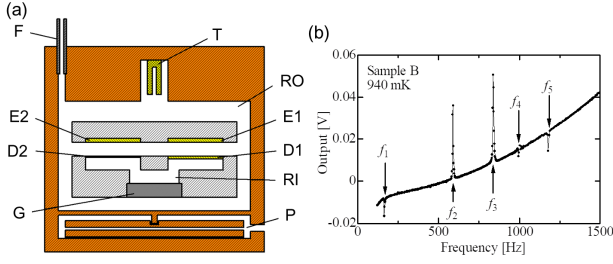 (a)
F
T
RO
E2
E1
D2
D1
RI
G
P
(b)
0.06
0.04
0.02
0.00
-0.02
Output [V]
Sample B
940 mK
f1
f2
f3
f4
f5
0
500
1000
1500
Frequency [Hz]